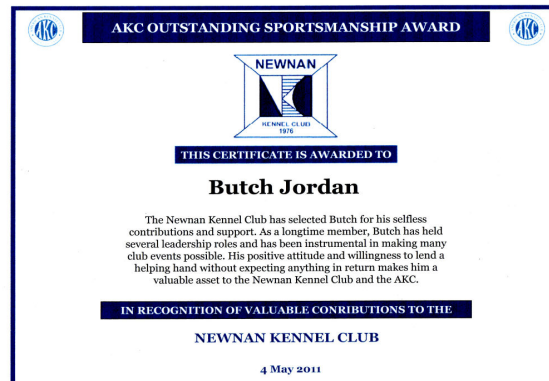 AKC OUTSTANDING SPORTSMANSHIP AWARD
AKC
AKC
NEWNAN
KENNEL CLUB
1976
THIS CERTIFICATE IS AWARDED TO
Butch Jordan
The Newnan Kennel Club has selected Butch for his selfless
contributions and support. As a longtime member, Butch has held
several leadership roles and has been instrumental in making many
club events possible. His positive attitude and willingness to lend a
helping hand without expecting anything in return makes him a
valuable asset to the Newnan Kennel Club and the AKC.
IN RECOGNITION OF VALUABLE CONRIBUTIONS TO THE
NEWNAN KENNEL CLUB
4 May 2011